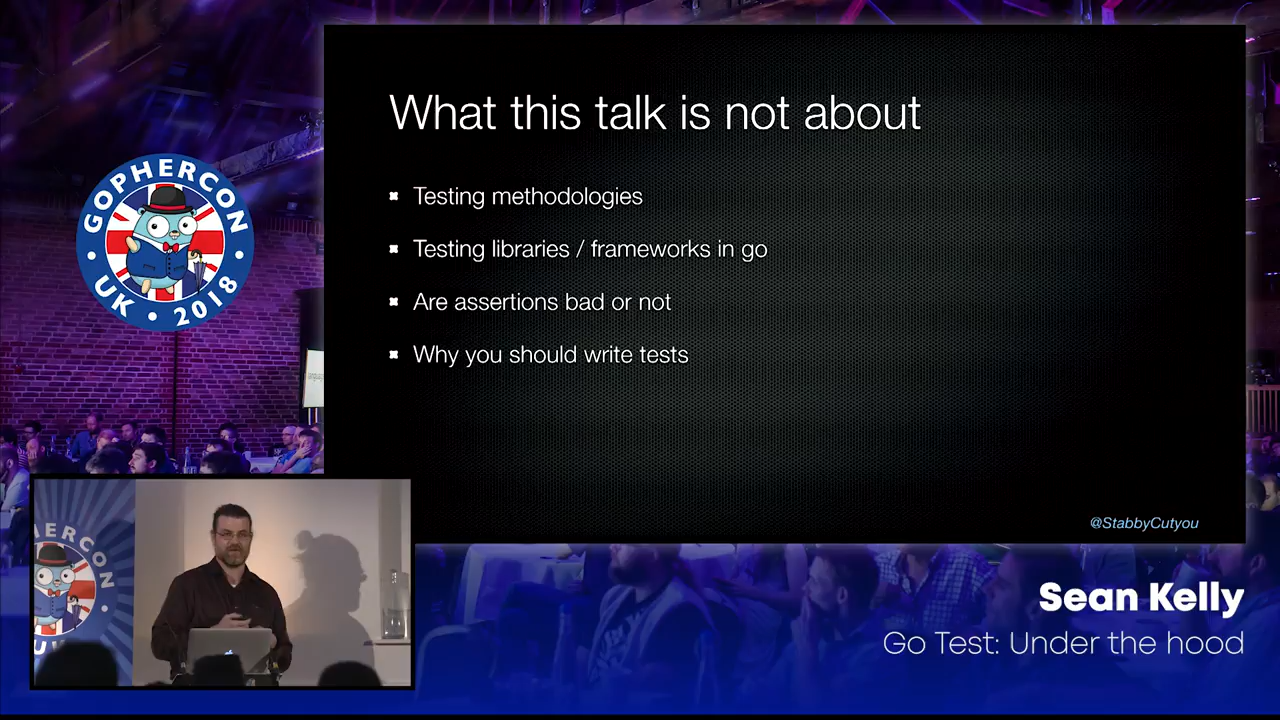 What this talk is not about
Testing methodologies
Testing libraries / frameworks in go
Are assertions bad or not
Why you should write tests
@StabbyCutyou
GOPHERCON
UK • 2018
Sean Kelly
Go Test: Under the hood